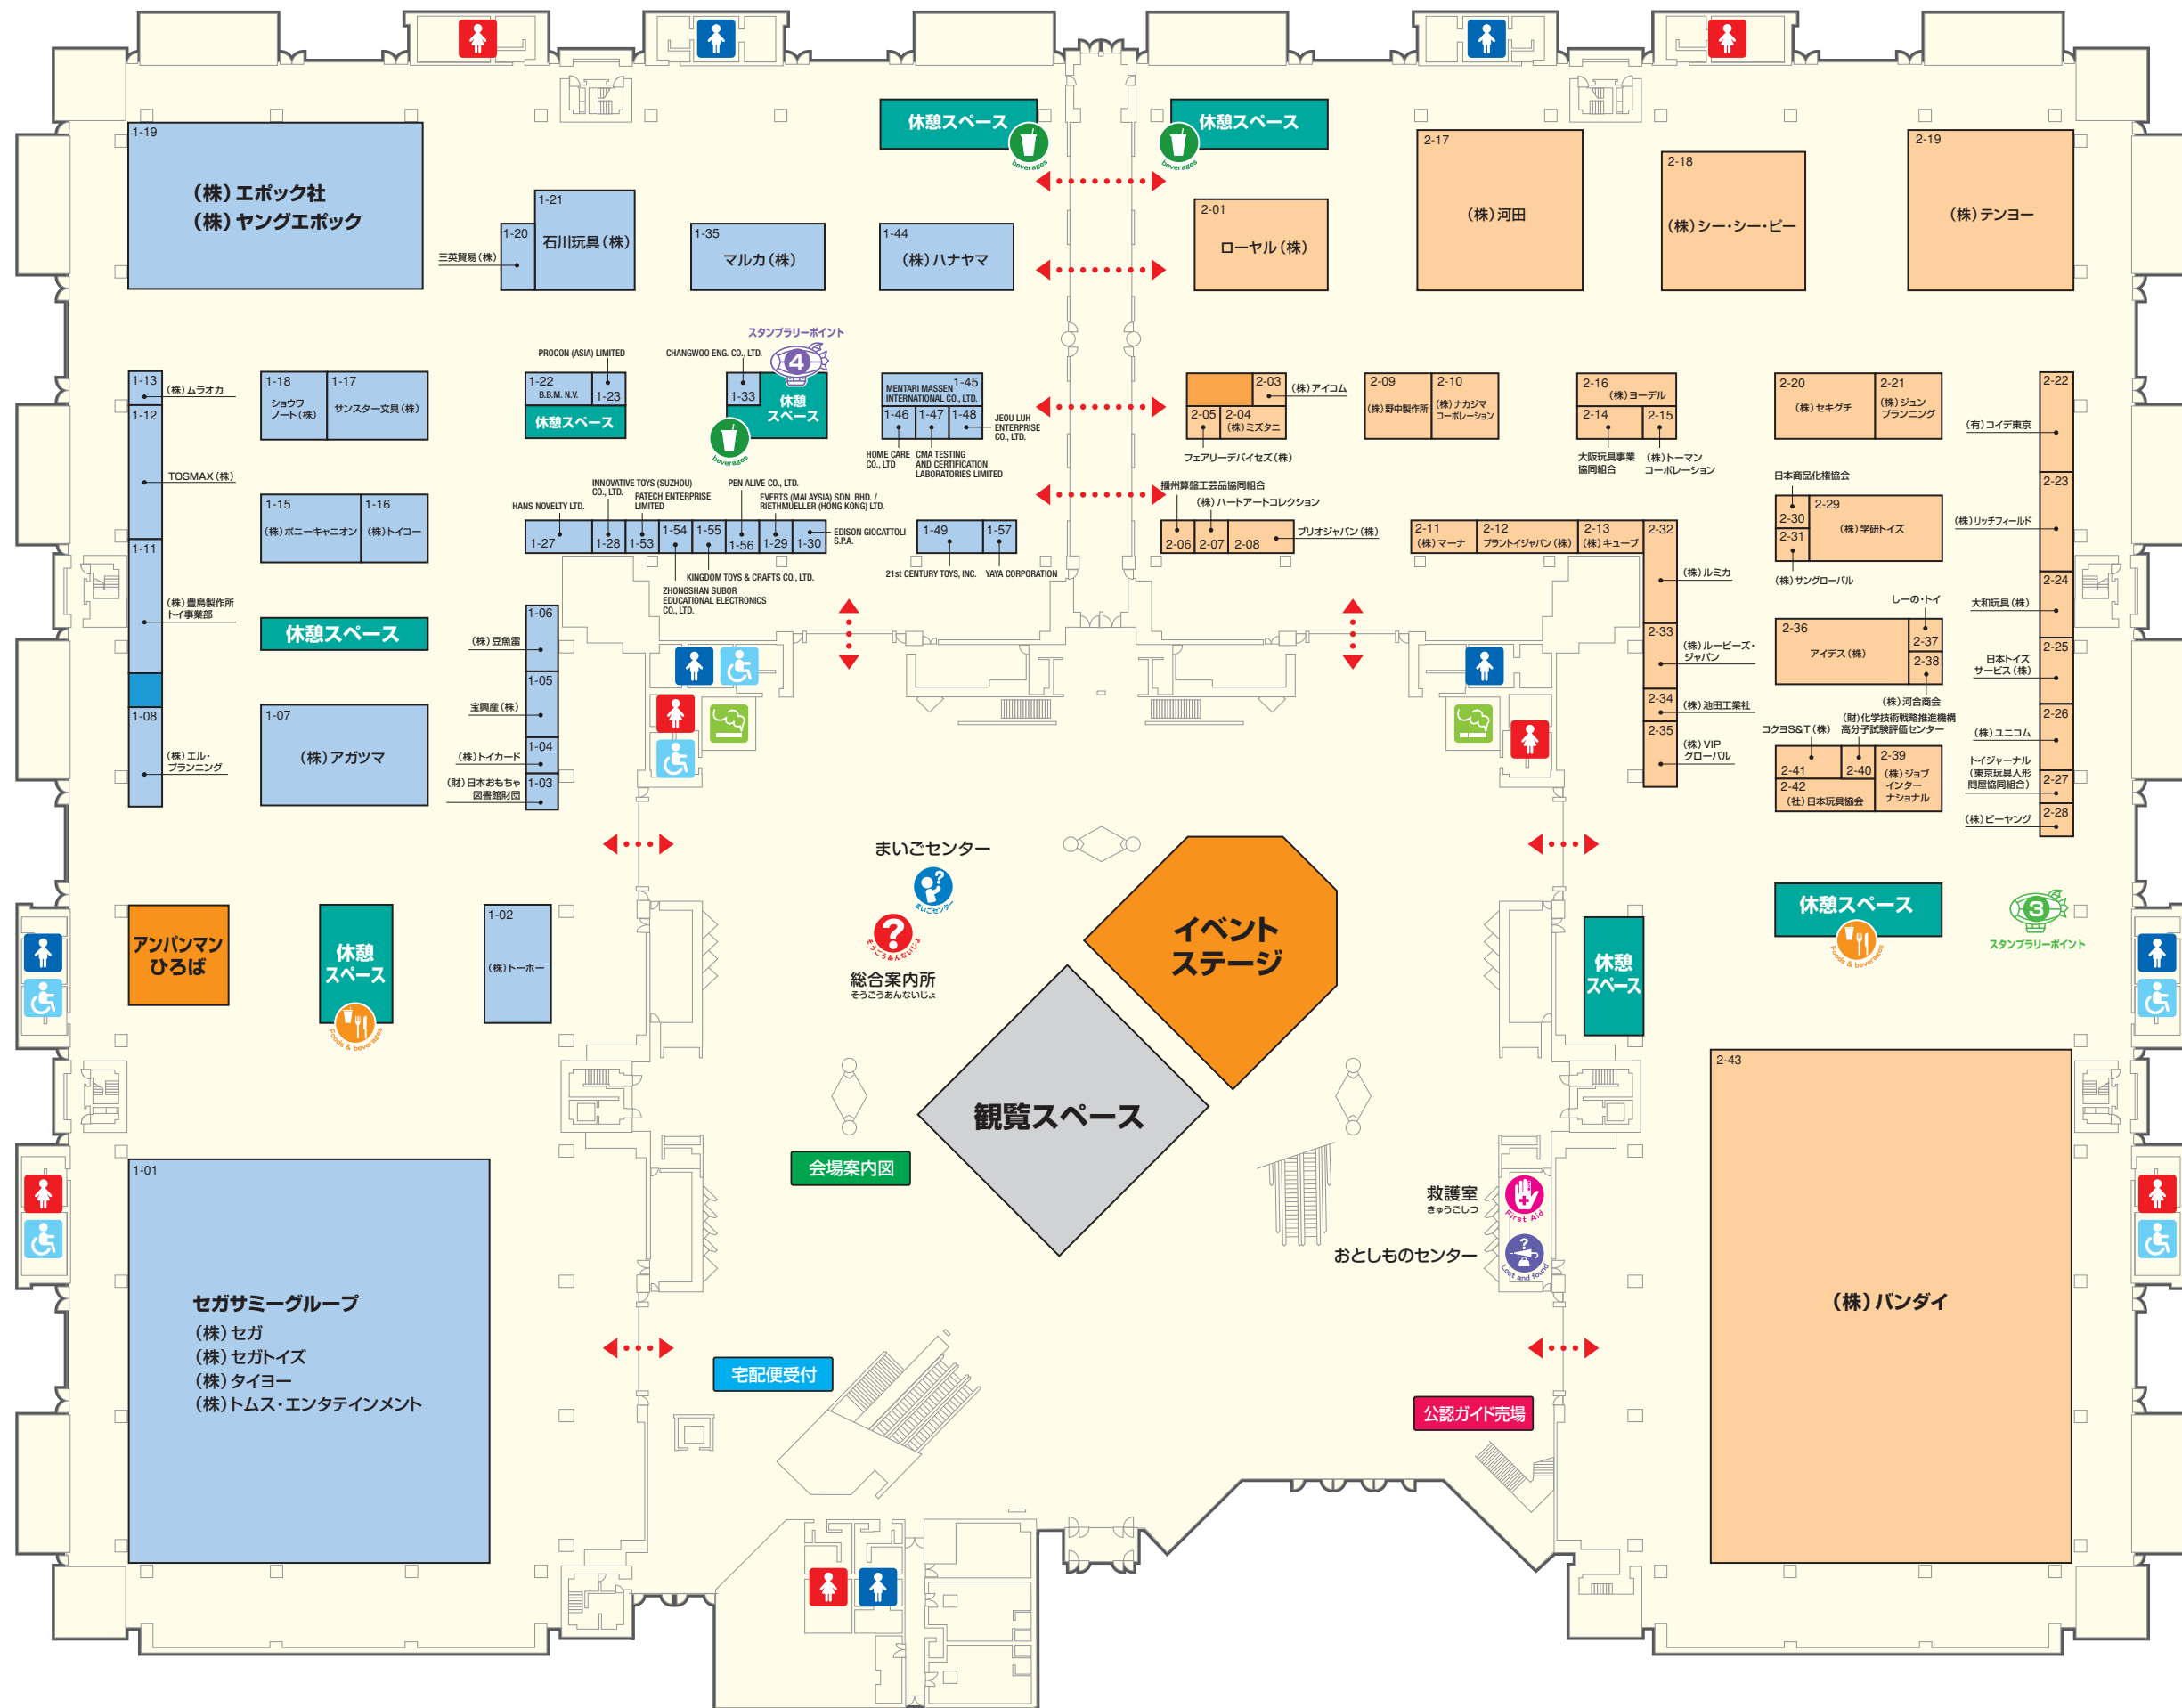 休憩スペース
beverages
休憩スペース
beverages
1-19
(株)エポック社
(株)ヤングエポック
1-20
三英貿易(株)
1-21
石川玩具(株)
1-35
マルカ(株)
1-44
(株)ハナヤマ
2-01
ローヤル(株)
2-17
(株)河田
2-18
(株)シー・シー・ピー
2-19
(株)テンヨー
1-13
(株)ムラオカ
1-12
TOSMAX(株)
1-11
(株)豊島製作所
トイ事業部
1-08
(株)エル・
プランニング
1-18
ショウワ
ノート(株)
1-17
サンスター文具(株)
1-15
(株)ポニーキャニオン
1-16
(株)トイコー
休憩スペース
1-07
(株)アガツマ
PROCON (ASIA) LIMITED
1-22
B.B.M. N.V.
1-23
休憩スペース
CHANGWOO ENG. CO., LTD.
1-33
スタンプラリーポイント
4
休憩
スペース
beverages
1-45
MENTARI MASSEN
INTERNATIONAL CO., LTD.
1-46
1-47
1-48
JEOU LUH
ENTERPRISE
CO., LTD.
HOME CARE
CO., LTD
CMA TESTING
AND CERTIFICATION
LABORATORIES LIMITED
HANS NOVELTY LTD.
INNOVATIVE TOYS (SUZHOU)
CO., LTD.
PATECH ENTERPRISE
LIMITED
PEN ALIVE CO., LTD.
EVERTS (MALAYSIA) SDN. BHD. /
RIETHMUELLER (HONG KONG) LTD.
EDISON GIOCATTOLI
S.P.A.
1-27
1-28
1-53
1-54
1-55
1-56
1-29
1-30
KINGDOM TOYS & CRAFTS CO., LTD.
ZHONGSHAN SUBOR
EDUCATIONAL ELECTRONICS
CO., LTD.
1-49
1-57
21st CENTURY TOYS, INC.
YAYA CORPORATION
1-06
(株)豆魚雷
1-05
宝興産(株)
1-04
(株)トイカード
1-03
(財)日本おもちゃ
図書館財団
2-03
(株)アイコム
2-05
2-04
(株)ミズタニ
フェアリーデバイセズ(株)
播州算盤工芸品協同組合
(株)ハートアートコレクション
2-06
2-07
2-08
ブリオジャパン(株)
2-09
(株)野中製作所
2-10
(株)ナカジマ
コーポレーション
2-16
(株)ヨーデル
2-14
2-15
大阪玩具事業
協同組合
(株)トーマン
コーポレーション
2-11
(株)マーナ
2-12
プラントイジャパン(株)
2-13
(株)キューブ
2-32
(株)ルミカ
2-33
(株)ルービーズ・
ジャパン
2-34
(株)池田工業社
2-35
(株)VIP
グローバル
2-20
(株)セキグチ
2-21
(株)ジュン
プランニング
日本商品化権協会
2-30
2-29
(株)学研トイズ
2-31
(株)サングローバル
しーの・トイ
2-36
アイデス(株)
2-37
2-38
(株)河合商会
コクヨS&T(株)
(財)化学技術戦略推進機構
高分子試験評価センター
2-41
2-40
2-39
(株)ジョブ
インター
ナショナル
2-42
(社)日本玩具協会
2-22
(有)コイデ東京
2-23
(株)リッチフィールド
2-24
大和玩具(株)
2-25
日本トイズ
サービス(株)
2-26
(株)ユニコム
トイジャーナル
(東京玩具人形
問屋協同組合)
2-27
2-28
(株)ビーヤング
アンパンマン
ひろば
休憩
スペース
Foods & beverages
1-02
(株)トーホー
まいごセンター
?
まいごセンター
?
そうごうあんないじょ
総合案内所
そうごうあんないじょ
イベント
ステージ
観覧スペース
休憩
スペース
休憩スペース
Foods & beverages
3
スタンプラリーポイント
会場案内図
救護室
きゅうごしつ
First Aid
おとしものセンター
?
Lost and found
1-01
セガサミーグループ
(株)セガ
(株)セガトイズ
(株)タイヨー
(株)トムス・エンタテインメント
宅配便受付
公認ガイド売場
2-43
(株)バンダイ